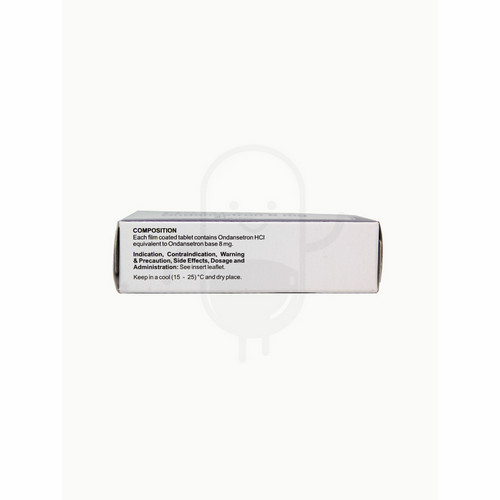 COMPOSITION
Each film coated tablet contains Ondansetron HCl
equivalent to Ondansetron base 8 mg.
Indication, Contraindication, Warning
& Precaution, Side Effects, Dosage and
Administration: See insert leaflet.
Keep in a cool (15 - 25) °C and dry place.